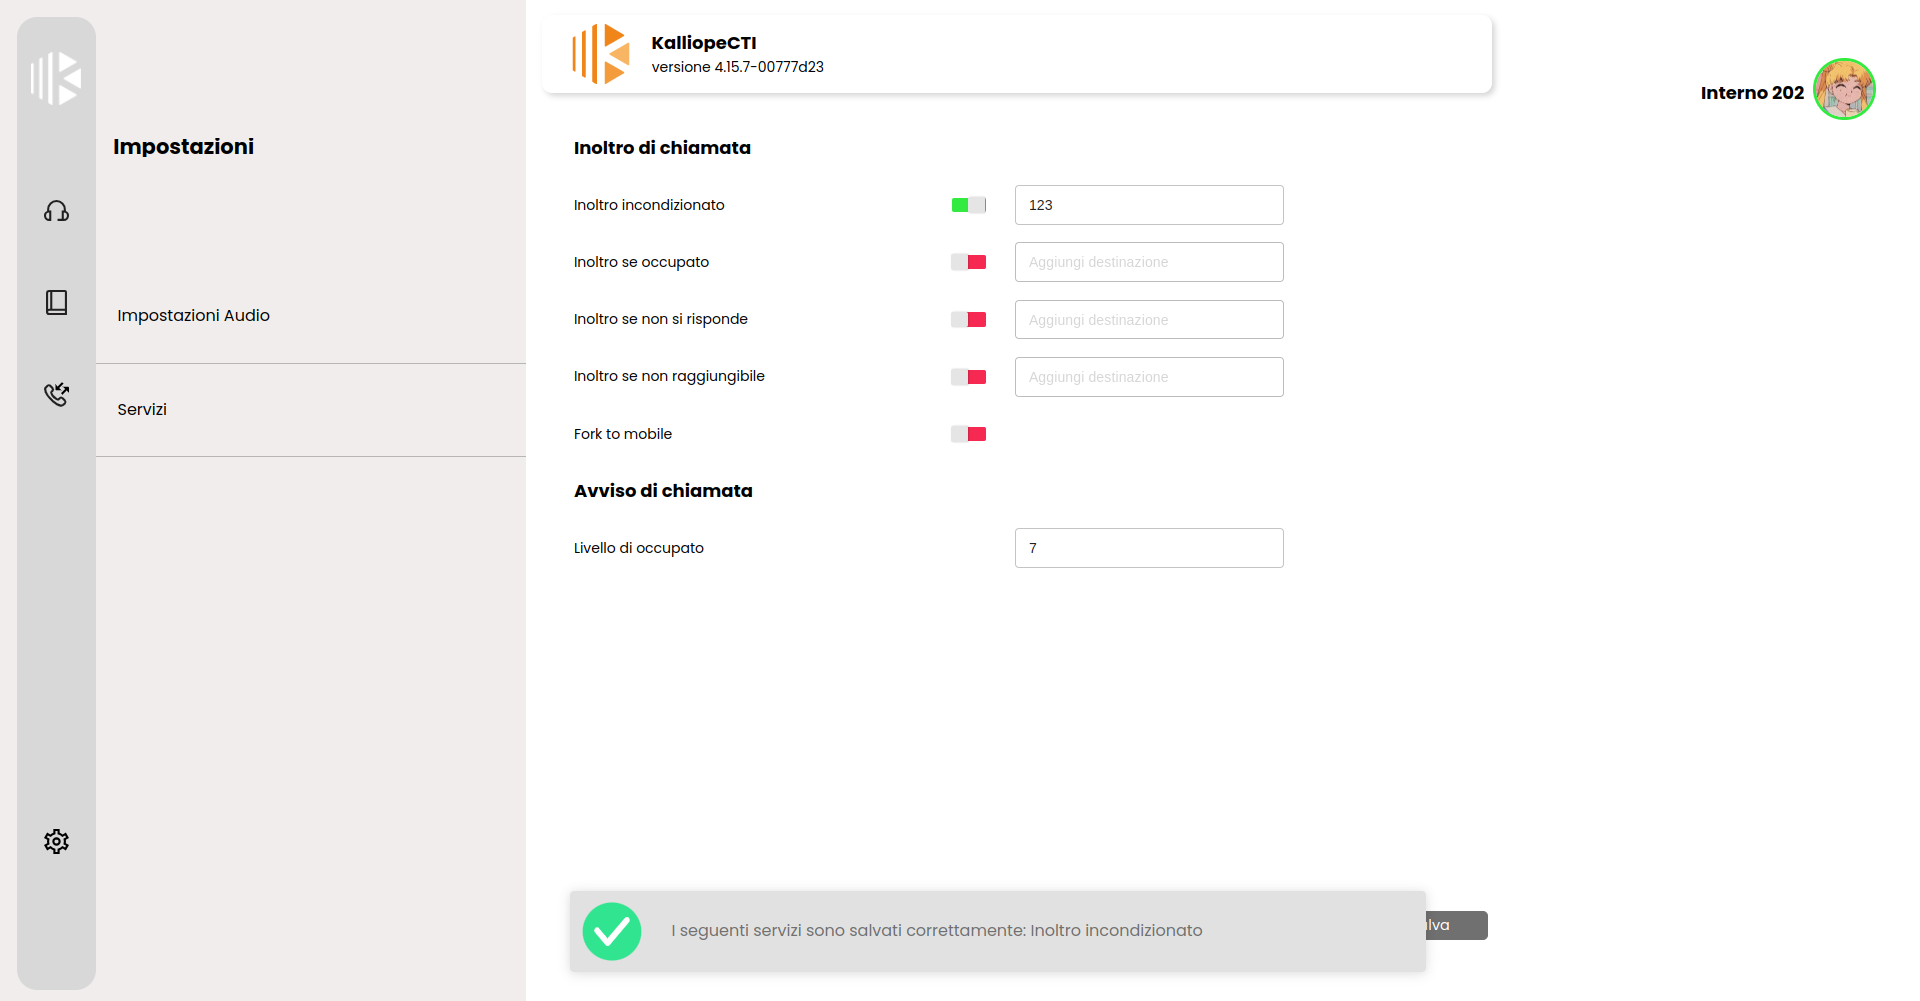 KalliopeCTI
versione 4.15.7-00777d23
Interno 202
Impostazioni
Impostazioni Audio
Servizi
Inoltro di chiamata
Inoltro incondizionato
123
Inoltro se occupato
Aggiungi destinazione
Inoltro se non si risponde
Aggiungi destinazione
Inoltro se non raggiungibile
Aggiungi destinazione
Fork to mobile
Avviso di chiamata
Livello di occupato
7
I seguenti servizi sono salvati correttamente: Inoltro incondizionato